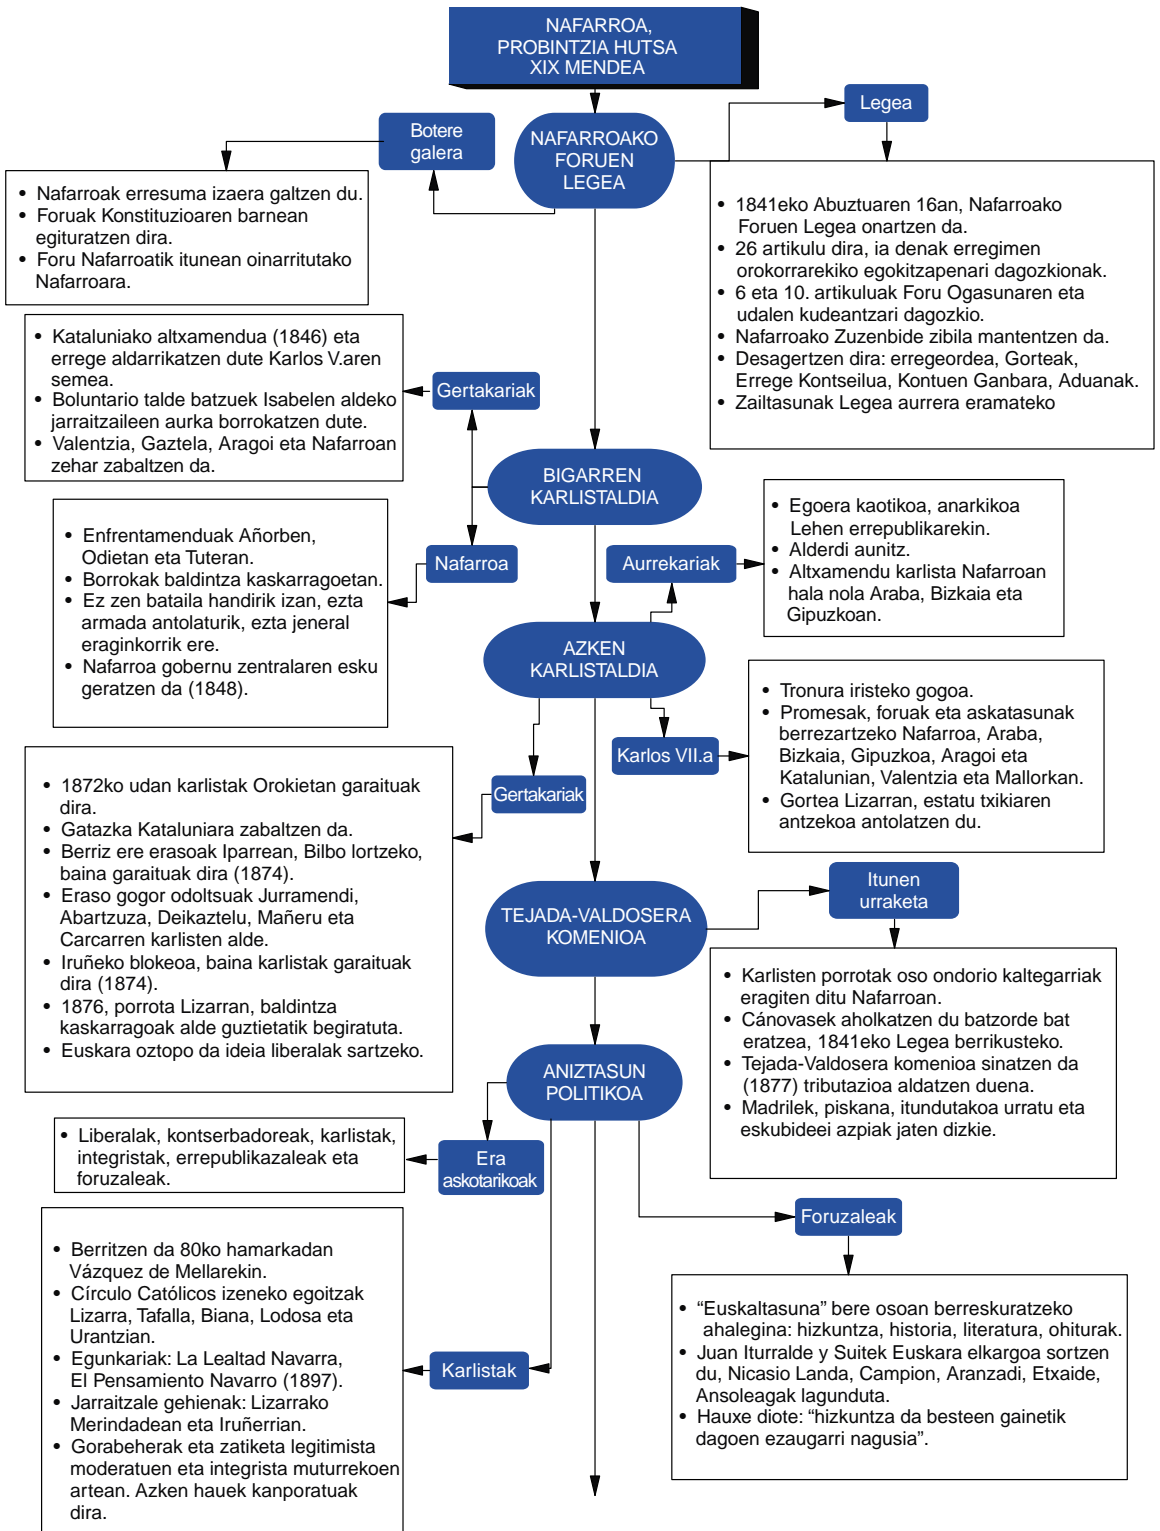 NAFARROA,
PROBINTZIA HUTSA
XIX MENDEA
NAFARROAKO
FORUEN
LEGEA
Botere
galera
• Nafarroak erresuma izaera galtzen du.
• Foruak Konstituzioaren barnean
egituratzen dira.
• Foru Nafarroatik itunean oinarritutako
Nafarroara.
Legea
• 1841eko Abuztuaren 16an, Nafarroako
Foruen Legea onartzen da.
• 26 artikulu dira, ia denak erregimen
orokorrarekiko egokitzapenari dagozkionak.
• 6 eta 10. artikuluak Foru Ogasunaren eta
udalen kudeantzari dagozkio.
• Nafarroako Zuzenbide zibila mantentzen da.
• Desagertzen dira: erregeordea, Gorteak,
Errege Kontseilua, Kontuen Ganbara, Aduanak.
• Zailtasunak Legea aurrera eramateko
BIGARREN
KARLISTALDIA
Gertakariak
• Kataluniako altxamendua (1846) eta
errege aldarrikatzen dute Karlos V.aren
semea.
• Boluntario talde batzuek Isabelen aldeko
jarraitzaileen aurka borrokatzen dute.
• Valentzia, Gaztela, Aragoi eta Nafarroan
zehar zabaltzen da.
Nafarroa
• Enfrentamenduak Añorben,
Odietan eta Tuteran.
• Borrokak baldintza kaskarragoetan.
• Ez zen bataila handirik izan, ezta
armada antolaturik, ezta jeneral
eraginkorrik ere.
• Nafarroa gobernu zentralaren esku
geratzen da (1848).
AZKEN
KARLISTALDIA
Aurrekariak
• Egoera kaotikoa, anarkikoa
Lehen errepublikarekin.
• Alderdi aunitz.
• Altxamendu karlista Nafarroan
hala nola Araba, Bizkaia eta
Gipuzkoan.
Karlos VII.a
• Tronura iristeko gogoa.
• Promesak, foruak eta askatasunak
berrezartzeko Nafarroa, Araba,
Bizkaia, Gipuzkoa, Aragoi eta
Katalunian, Valentzia eta Mallorkan.
• Gortea Lizarran, estatu txikiaren
antzekoa antolatzen du.
Gertakariak
• 1872ko udan karlistak Orokietan garaituak
dira.
• Gatazka Kataluniara zabaltzen da.
• Berriz ere erasoak Iparrean, Bilbo lortzeko,
baina garaituak dira (1874).
• Eraso gogor odoltsuak Jurramendi,
Abartzuza, Deikaztelu, Mañeru eta
Carcarren karlisten alde.
• Iruñeko blokeoa, baina karlistak garaituak
dira (1874).
• 1876, porrota Lizarran, baldintza
kaskarragoak alde guztietatik begiratuta.
• Euskara oztopo da ideia liberalak sartzeko.
TEJADA-VALDOSERA
KOMENIOA
Itunen
urraketa
• Karlisten porrotak oso ondorio kaltegarriak
eragiten ditu Nafarroan.
• Cánovasek aholkatzen du batzorde bat
eratzea, 1841eko Legea berrikusteko.
• Tejada-Valdosera komenioa sinatzen da
(1877) tributazioa aldatzen duena.
• Madrilek, piskana, itundutakoa urratu eta
eskubideei azpiak jaten dizkie.
ANIZTASUN
POLITIKOA
Era
askotarikoak
• Liberalak, kontserbadoreak, karlistak,
integristak, errepublikazaleak eta
foruzaleak.
Karlistak
• Berritzen da 80ko hamarkadan
Vázquez de Mellarekin.
• Círculo Católicos izeneko egoitzak
Lizarra, Tafalla, Biana, Lodosa eta
Urantzian.
• Egunkariak: La Lealtad Navarra,
El Pensamiento Navarro (1897).
• Jarraitzale gehienak: Lizarrako
Merindadean eta Iruñerrian.
• Gorabeherak eta zatiketa legitimista
moderatuen eta integrista muturrekoen
artean. Azken hauek kanporatuak
dira.
Foruzaleak
• “Euskaltasuna” bere osoan berreskuratzeko
ahalegina: hizkuntza, historia, literatura, ohiturak.
• Juan Iturralde y Suitek Euskara elkargoa sortzen
du, Nicasio Landa, Campion, Aranzadi, Etxaide,
Ansoleagak lagunduta.
• Hauxe diote: “hizkuntza da besteen gainetik
dagoen ezaugarri nagusia”.